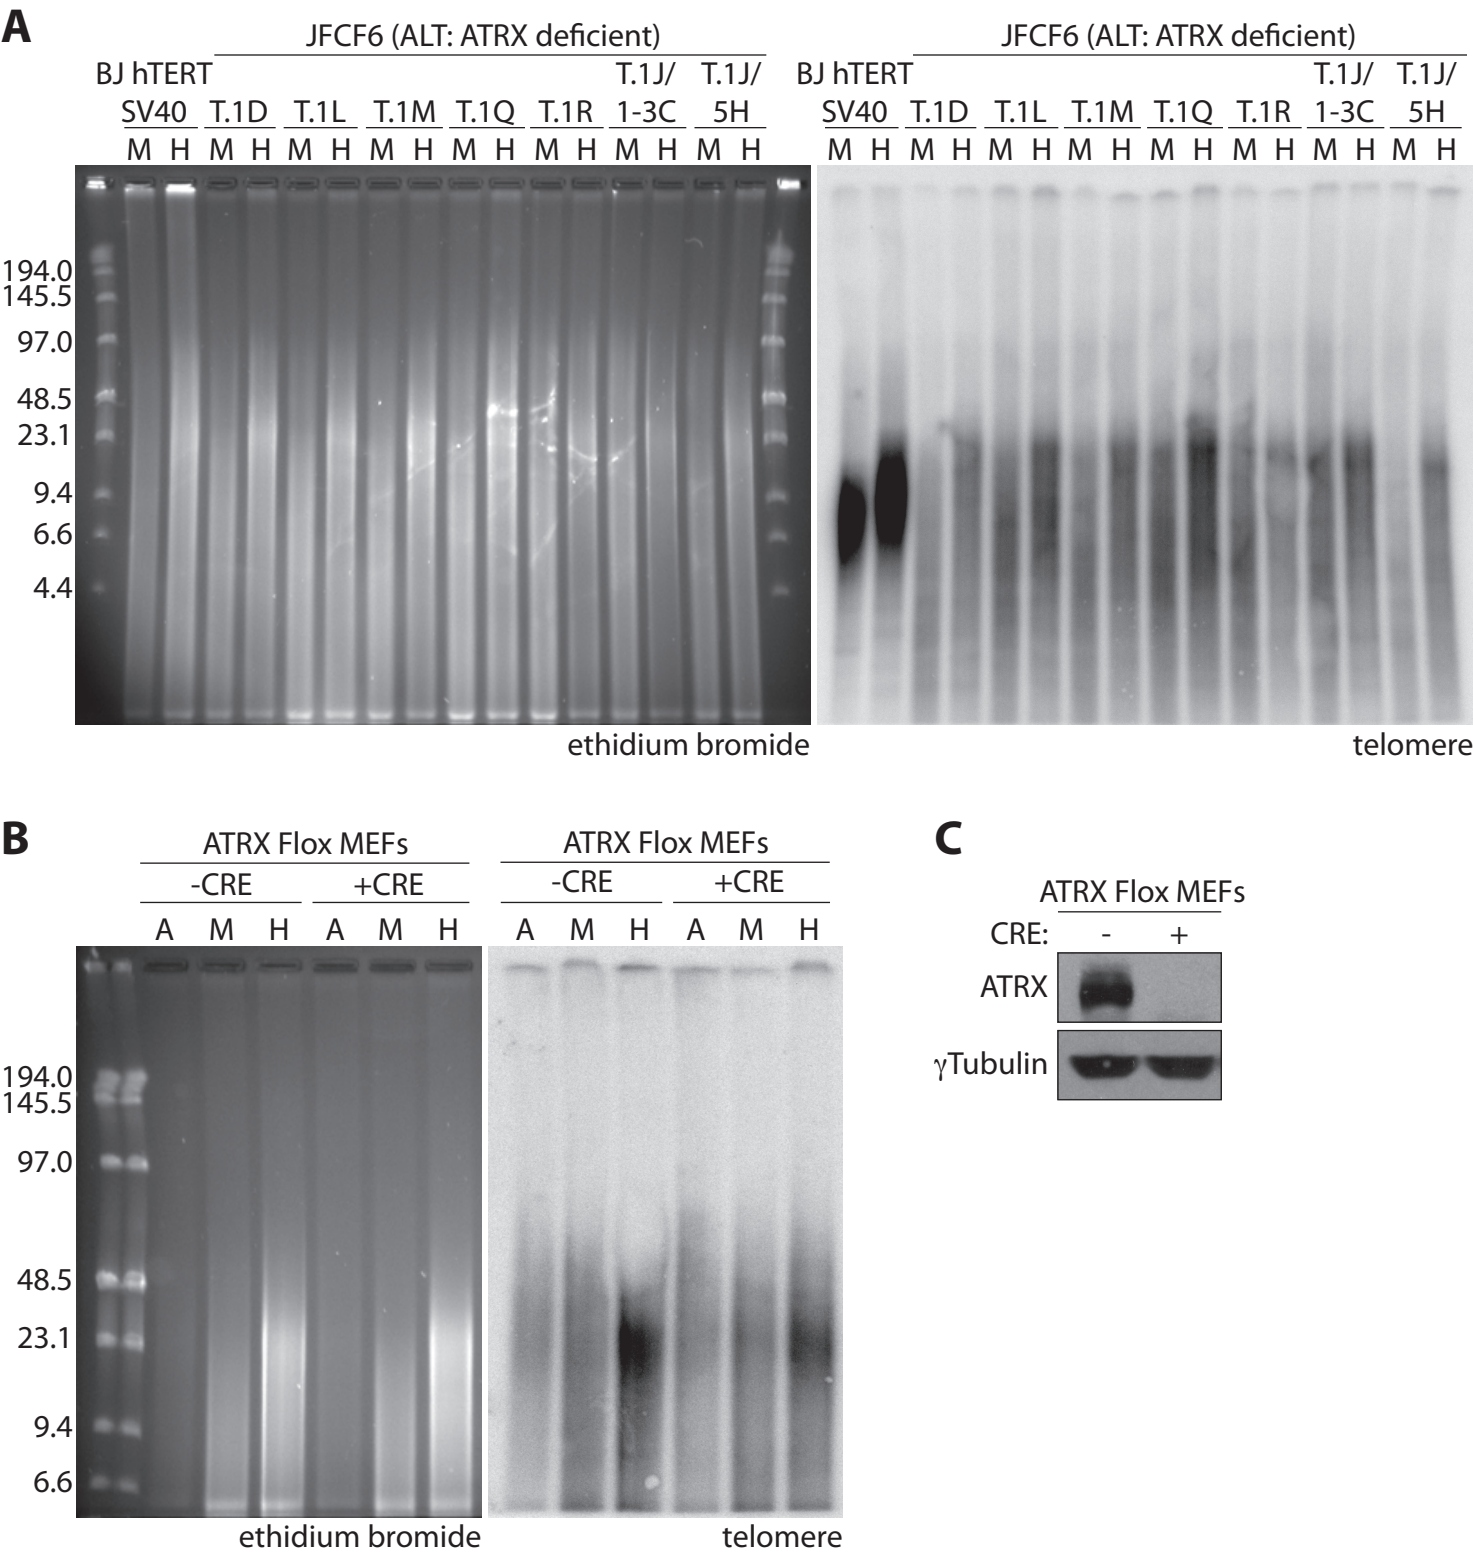 A
JFCF6 (ALT: ATRX deficient)
BJ hTERT T.1J/ T.1J/
SV40 T.1D T.1L T.1M T.1Q T.1R 1-3C 5H
M H M H M H M H M H M H M H M H
194.0
145.5
97.0
48.5
23.1
9.4
6.6
4.4
ethidium bromide
JFCF6 (ALT: ATRX deficient)
BJ hTERT T.1J/ T.1J/
SV40 T.1D T.1L T.1M T.1Q T.1R 1-3C 5H
M H M H M H M H M H M H M H M H
telomere
B
ATRX Flox MEFs
-CRE +CRE
A M H A M H
194.0
145.5
97.0
48.5
23.1
9.4
6.6
ethidium bromide
ATRX Flox MEFs
-CRE +CRE
A M H A M H
telomere
C
ATRX Flox MEFs
CRE: - +
ATRX
γTubulin